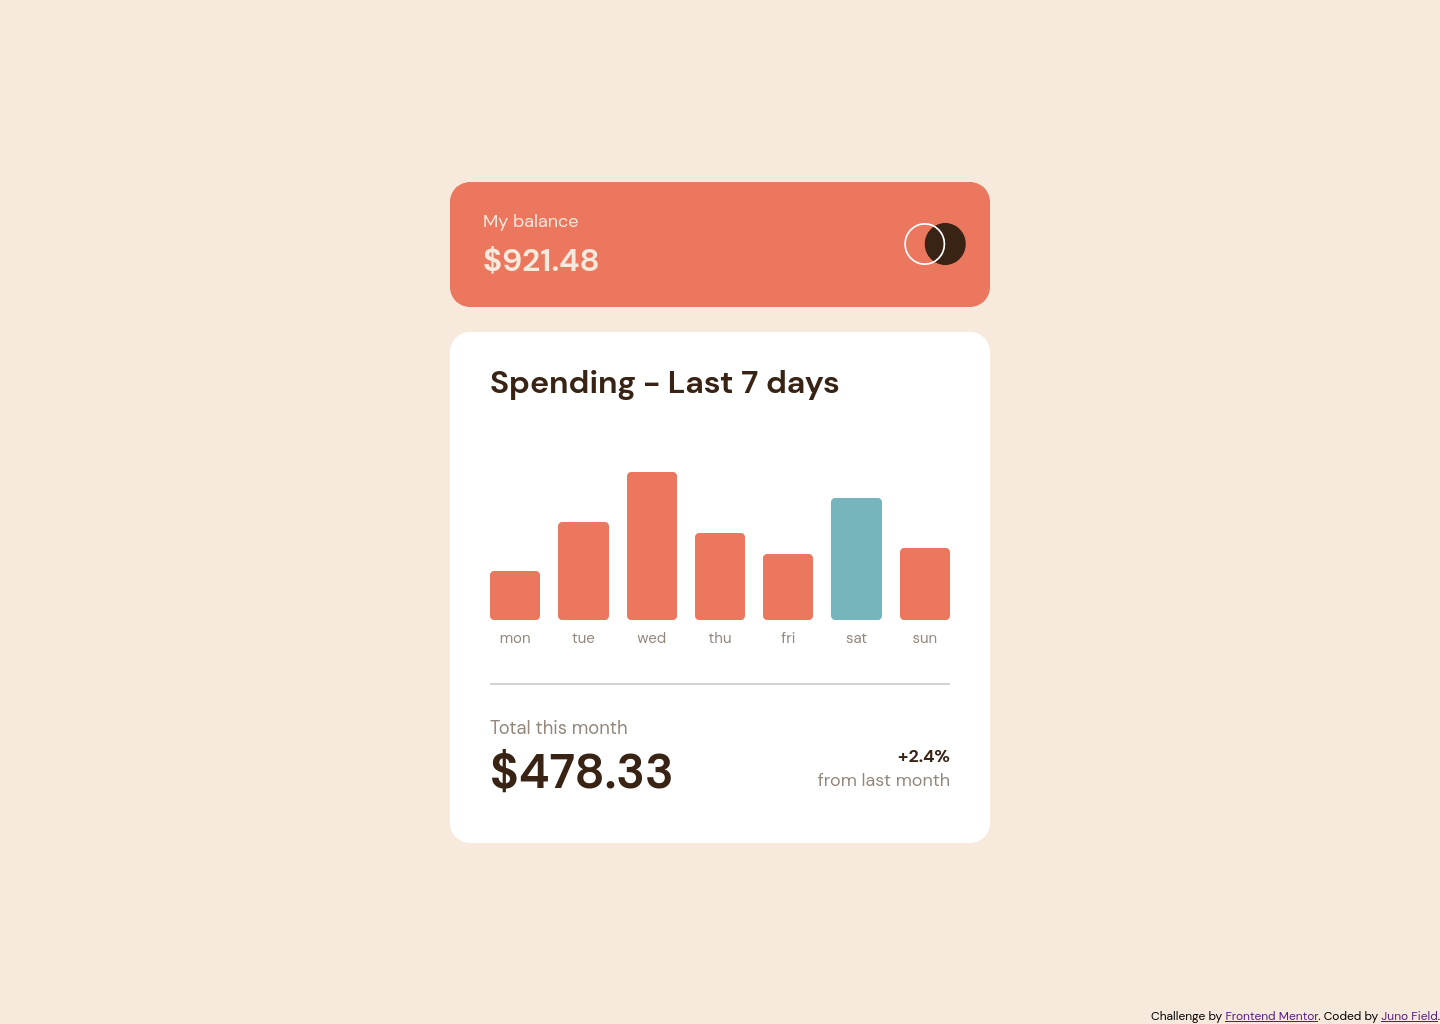 My balance
$921.48
Spending - Last 7 days
mon tue wed thu fri sat sun
Total this month
$478.33
+2.4%
from last month
Challenge by Frontend Mentor. Coded by Juno Field.